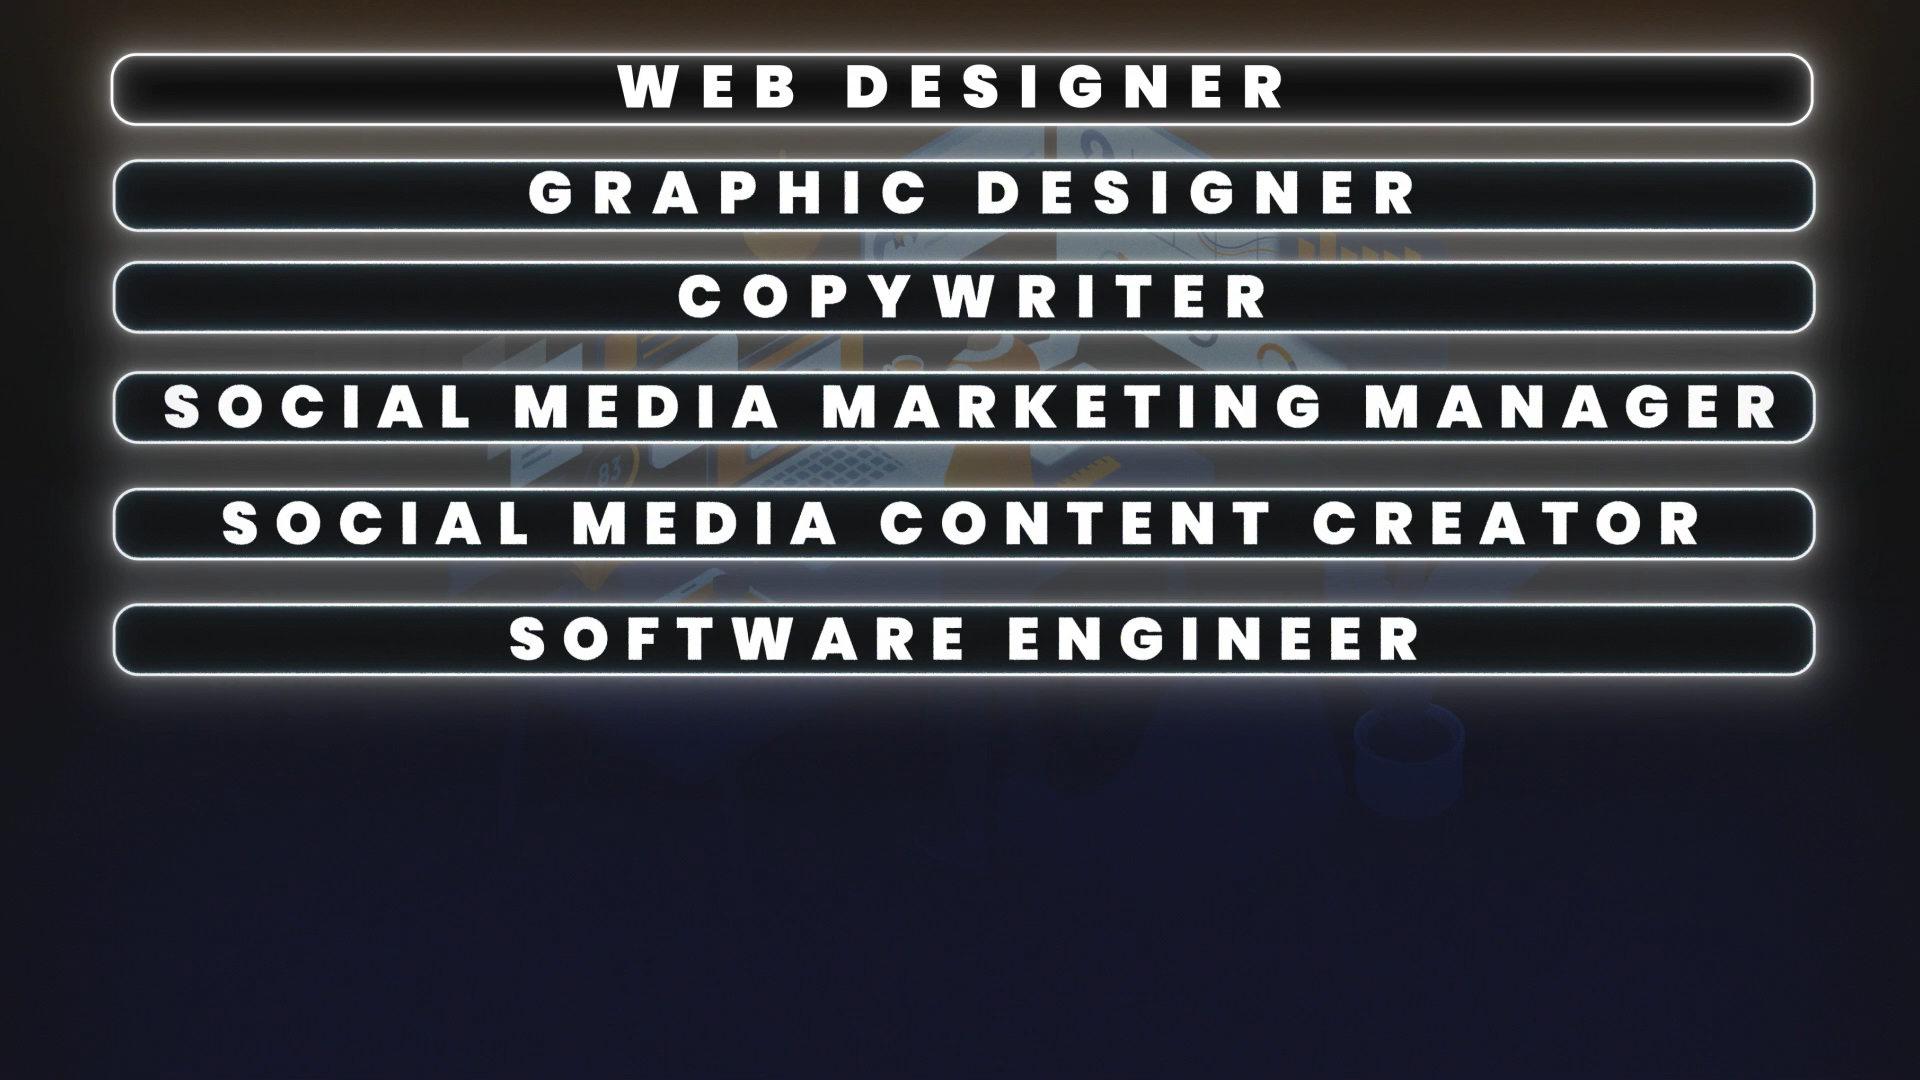 WEB DESIGNER
GRAPHIC DESIGNER
COPYWRITER
SOCIAL MEDIA MARKETING MANAGER
SOCIAL MEDIA CONTENT CREATOR
SOFTWARE ENGINEER